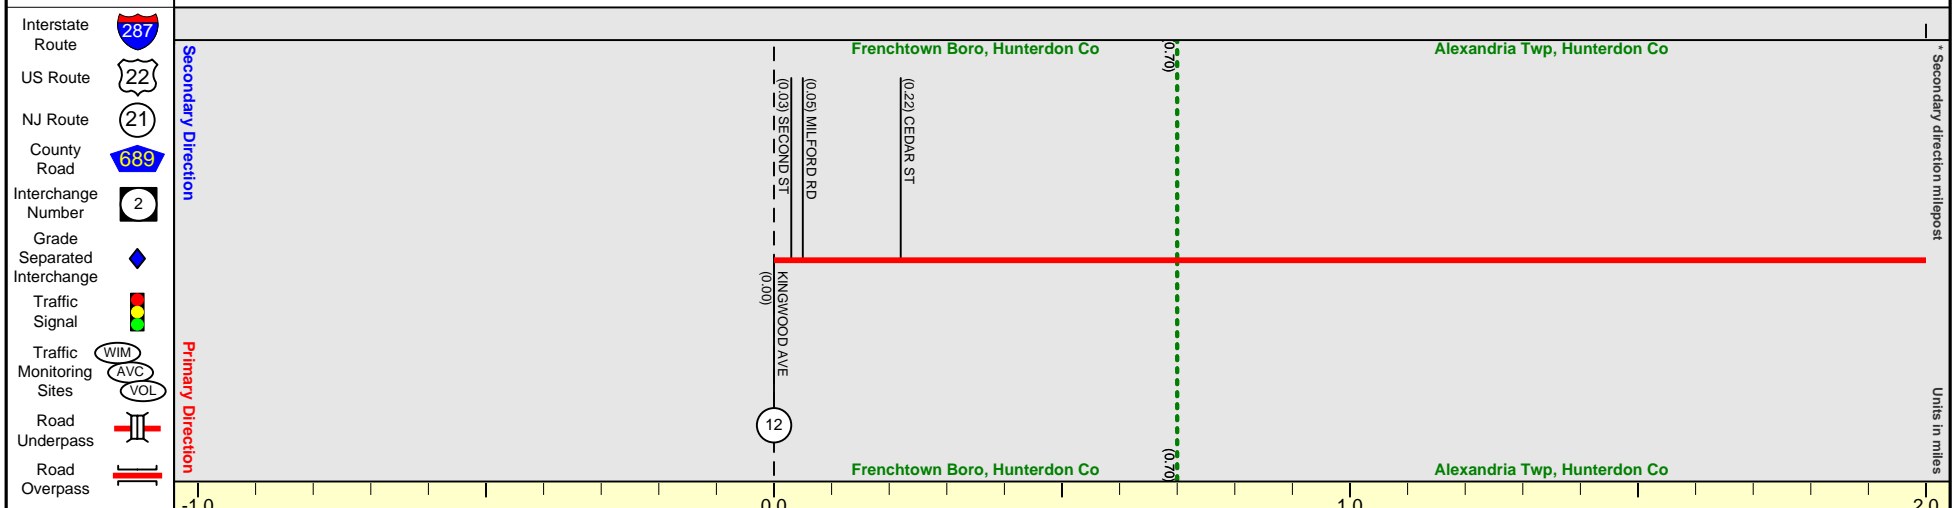 Interstate
Route
287
US Route
22
NJ Route
21
County
Road
689
Interchange
Number
2
Grade
Separated
Interchange
Traffic
Signal
Traffic
Monitoring
Sites
WIM
AVC
VOL
Road
Underpass
Road
Overpass
Secondary Direction
Primary Direction
Frenchtown Boro, Hunterdon Co
(0.70)
Alexandria Twp, Hunterdon Co
(0.03) SECOND ST
(0.05) MILFORD RD
(0.22) CEDAR ST
(0.00)
KINGWOOD AVE
12
Frenchtown Boro, Hunterdon Co
(0.70)
Alexandria Twp, Hunterdon Co
* Secondary direction milepost
Units in miles
-1.0
0.0
1.0
2.0